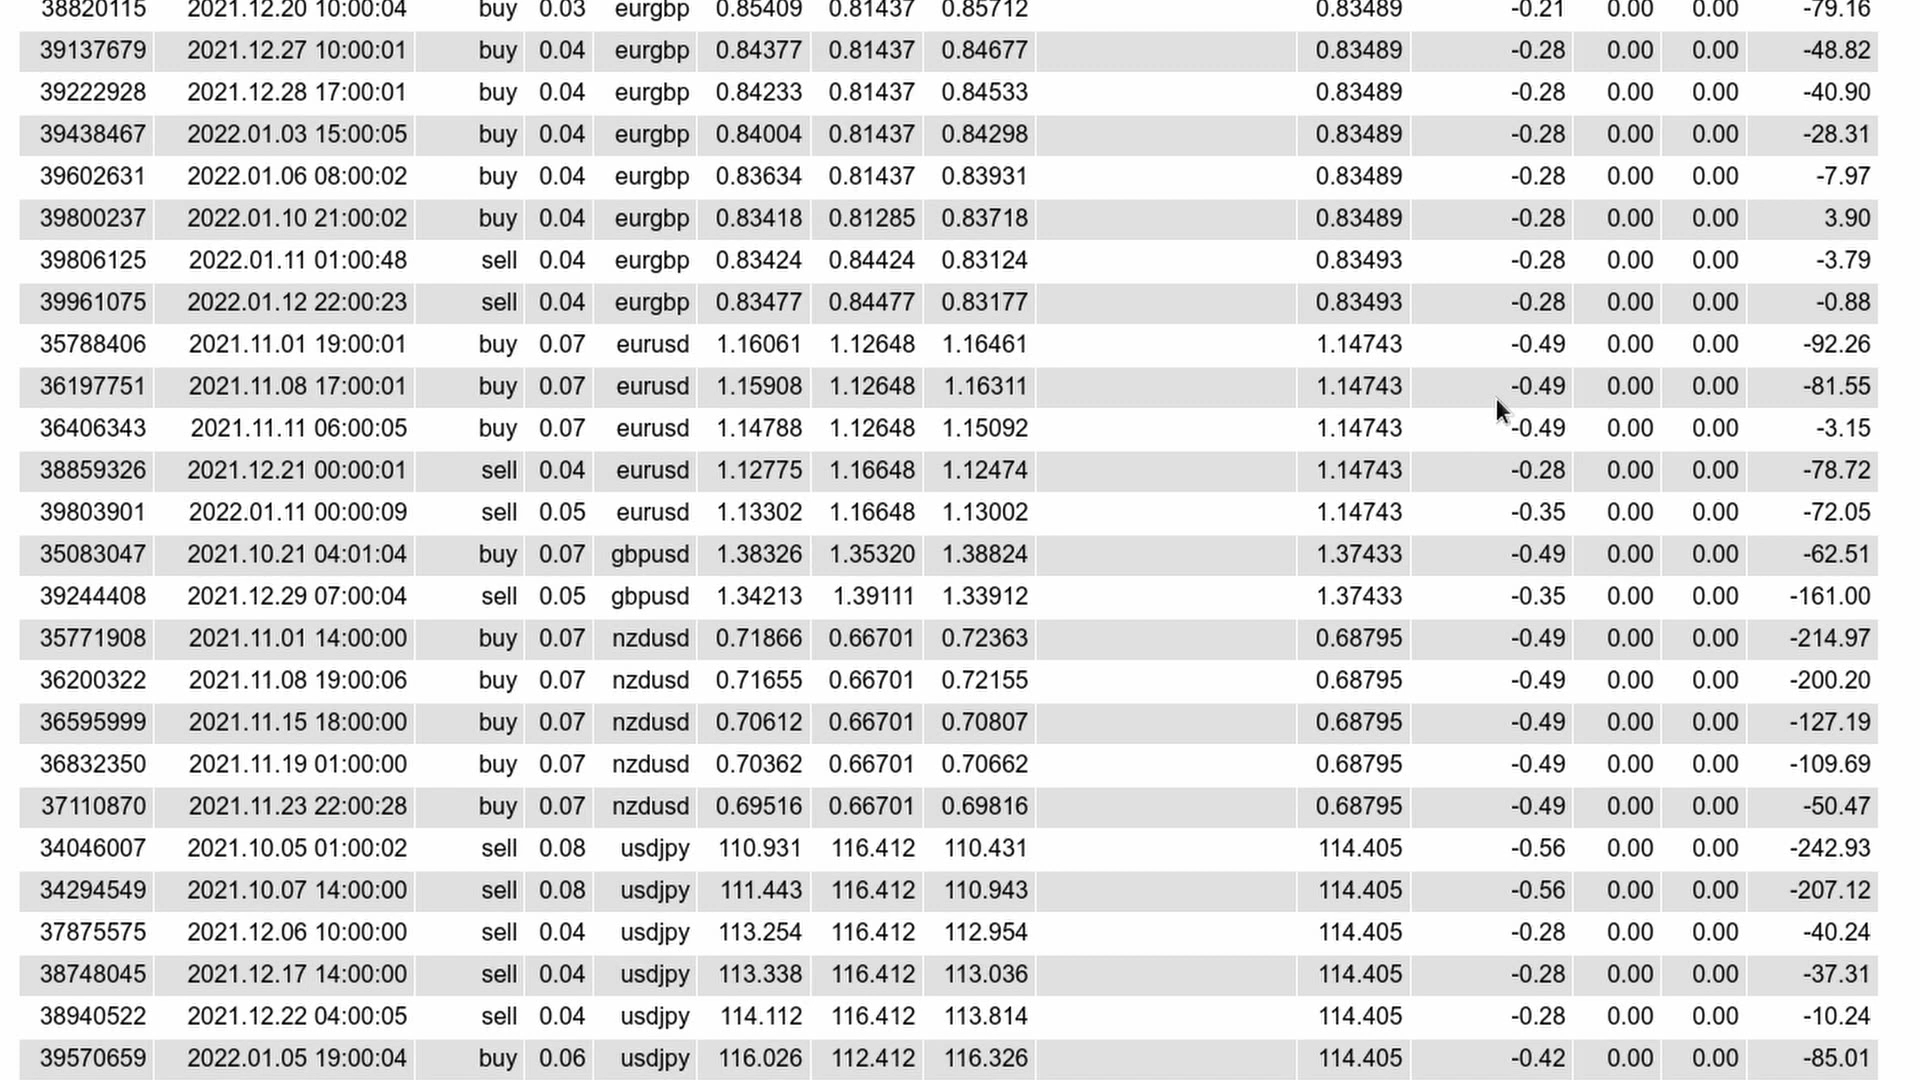 38820115 2021.12.20 10:00:04 buy 0.03 eurgbp 0.85409 0.81437 0.85712 0.83489 -0.21 0.00 0.00 -79.16
39137679 2021.12.27 10:00:01 buy 0.04 eurgbp 0.84377 0.81437 0.84677 0.83489 -0.28 0.00 0.00 -48.82
39222928 2021.12.28 17:00:01 buy 0.04 eurgbp 0.84233 0.81437 0.84533 0.83489 -0.28 0.00 0.00 -40.90
39438467 2022.01.03 15:00:05 buy 0.04 eurgbp 0.84004 0.81437 0.84298 0.83489 -0.28 0.00 0.00 -28.31
39602631 2022.01.06 08:00:02 buy 0.04 eurgbp 0.83634 0.81437 0.83931 0.83489 -0.28 0.00 0.00 -7.97
39800237 2022.01.10 21:00:02 buy 0.04 eurgbp 0.83418 0.81285 0.83718 0.83489 -0.28 0.00 0.00 3.90
39806125 2022.01.11 01:00:48 sell 0.04 eurgbp 0.83424 0.84424 0.83124 0.83493 -0.28 0.00 0.00 -3.79
39961075 2022.01.12 22:00:23 sell 0.04 eurgbp 0.83477 0.84477 0.83177 0.83493 -0.28 0.00 0.00 -0.88
35788406 2021.11.01 19:00:01 buy 0.07 eurusd 1.16061 1.12648 1.16461 1.14743 -0.49 0.00 0.00 -92.26
36197751 2021.11.08 17:00:01 buy 0.07 eurusd 1.15908 1.12648 1.16311 1.14743 -0.49 0.00 0.00 -81.55
36406343 2021.11.11 06:00:05 buy 0.07 eurusd 1.14788 1.12648 1.15092 1.14743 -0.49 0.00 0.00 -3.15
38859326 2021.12.21 00:00:01 sell 0.04 eurusd 1.12775 1.16648 1.12474 1.14743 -0.28 0.00 0.00 -78.72
39803901 2022.01.11 00:00:09 sell 0.05 eurusd 1.13302 1.16648 1.13002 1.14743 -0.35 0.00 0.00 -72.05
35083047 2021.10.21 04:01:04 buy 0.07 gbpusd 1.38326 1.35320 1.38824 1.37433 -0.49 0.00 0.00 -62.51
39244408 2021.12.29 07:00:04 sell 0.05 gbpusd 1.34213 1.39111 1.33912 1.37433 -0.35 0.00 0.00 -161.00
35771908 2021.11.01 14:00:00 buy 0.07 nzdusd 0.71866 0.66701 0.72363 0.68795 -0.49 0.00 0.00 -214.97
36200322 2021.11.08 19:00:06 buy 0.07 nzdusd 0.71655 0.66701 0.72155 0.68795 -0.49 0.00 0.00 -200.20
36595999 2021.11.15 18:00:00 buy 0.07 nzdusd 0.70612 0.66701 0.70807 0.68795 -0.49 0.00 0.00 -127.19
36832350 2021.11.19 01:00:00 buy 0.07 nzdusd 0.70362 0.66701 0.70662 0.68795 -0.49 0.00 0.00 -109.69
37110870 2021.11.23 22:00:28 buy 0.07 nzdusd 0.69516 0.66701 0.69816 0.68795 -0.49 0.00 0.00 -50.47
34046007 2021.10.05 01:00:02 sell 0.08 usdjpy 110.931 116.412 110.431 114.405 -0.56 0.00 0.00 -242.93
34294549 2021.10.07 14:00:00 sell 0.08 usdjpy 111.443 116.412 110.943 114.405 -0.56 0.00 0.00 -207.12
37875575 2021.12.06 10:00:00 sell 0.04 usdjpy 113.254 116.412 112.954 114.405 -0.28 0.00 0.00 -40.24
38748045 2021.12.17 14:00:00 sell 0.04 usdjpy 113.338 116.412 113.036 114.405 -0.28 0.00 0.00 -37.31
38940522 2021.12.22 04:00:05 sell 0.04 usdjpy 114.112 116.412 113.814 114.405 -0.28 0.00 0.00 -10.24
39570659 2022.01.05 19:00:04 buy 0.06 usdjpy 116.026 112.412 116.326 114.405 -0.42 0.00 0.00 -85.01